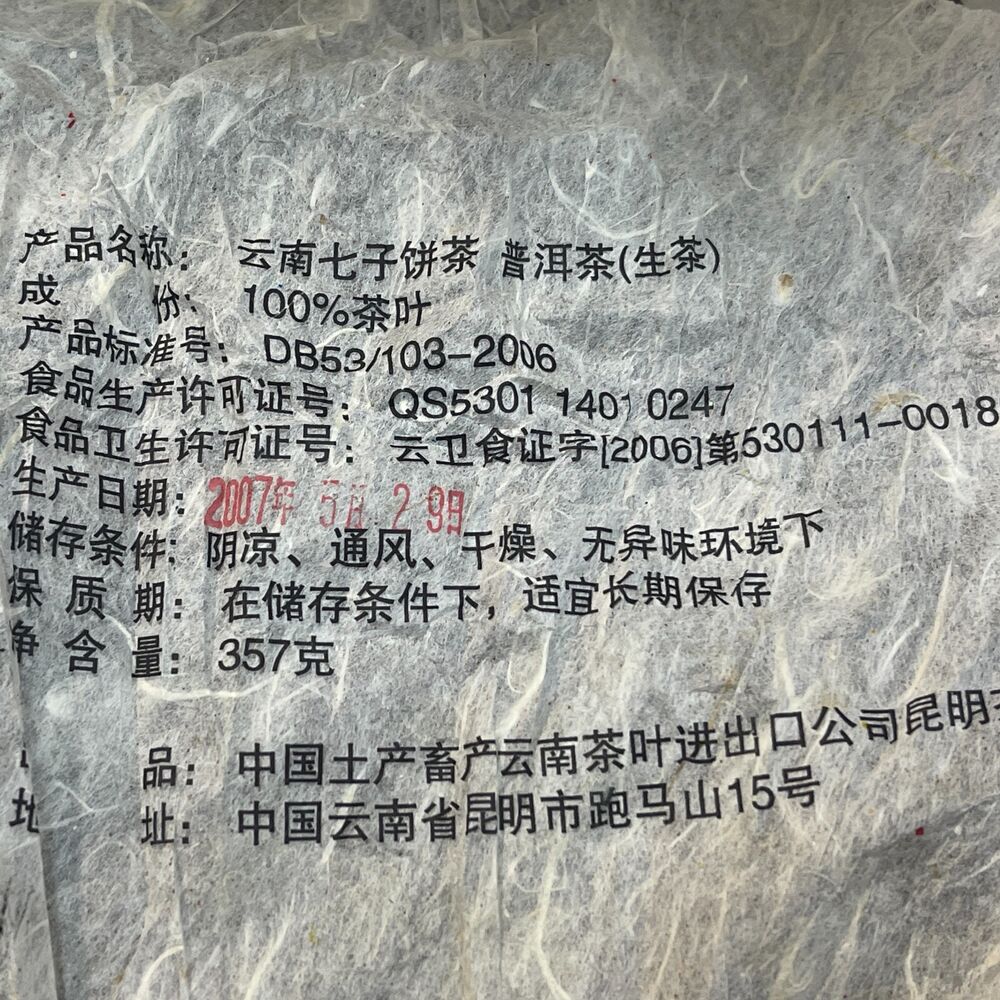 产品名称：云南七子饼茶 普洱茶(生茶)
成 份：100%茶叶
产品标准号：DB53/103-2006
食品生产许可证号：QS5301 1401 0247
食品卫生许可证号：云卫食证字[2006]第530111-0018
生产日期：2007年 5月 29日
储存条件：阴凉、通风、干燥、无异味环境下
保 质 期：在储存条件下，适宜长期保存
净 含 量：357克
品：中国土产畜产云南茶叶进出口公司昆明
地 址：中国云南省昆明市跑马山15号